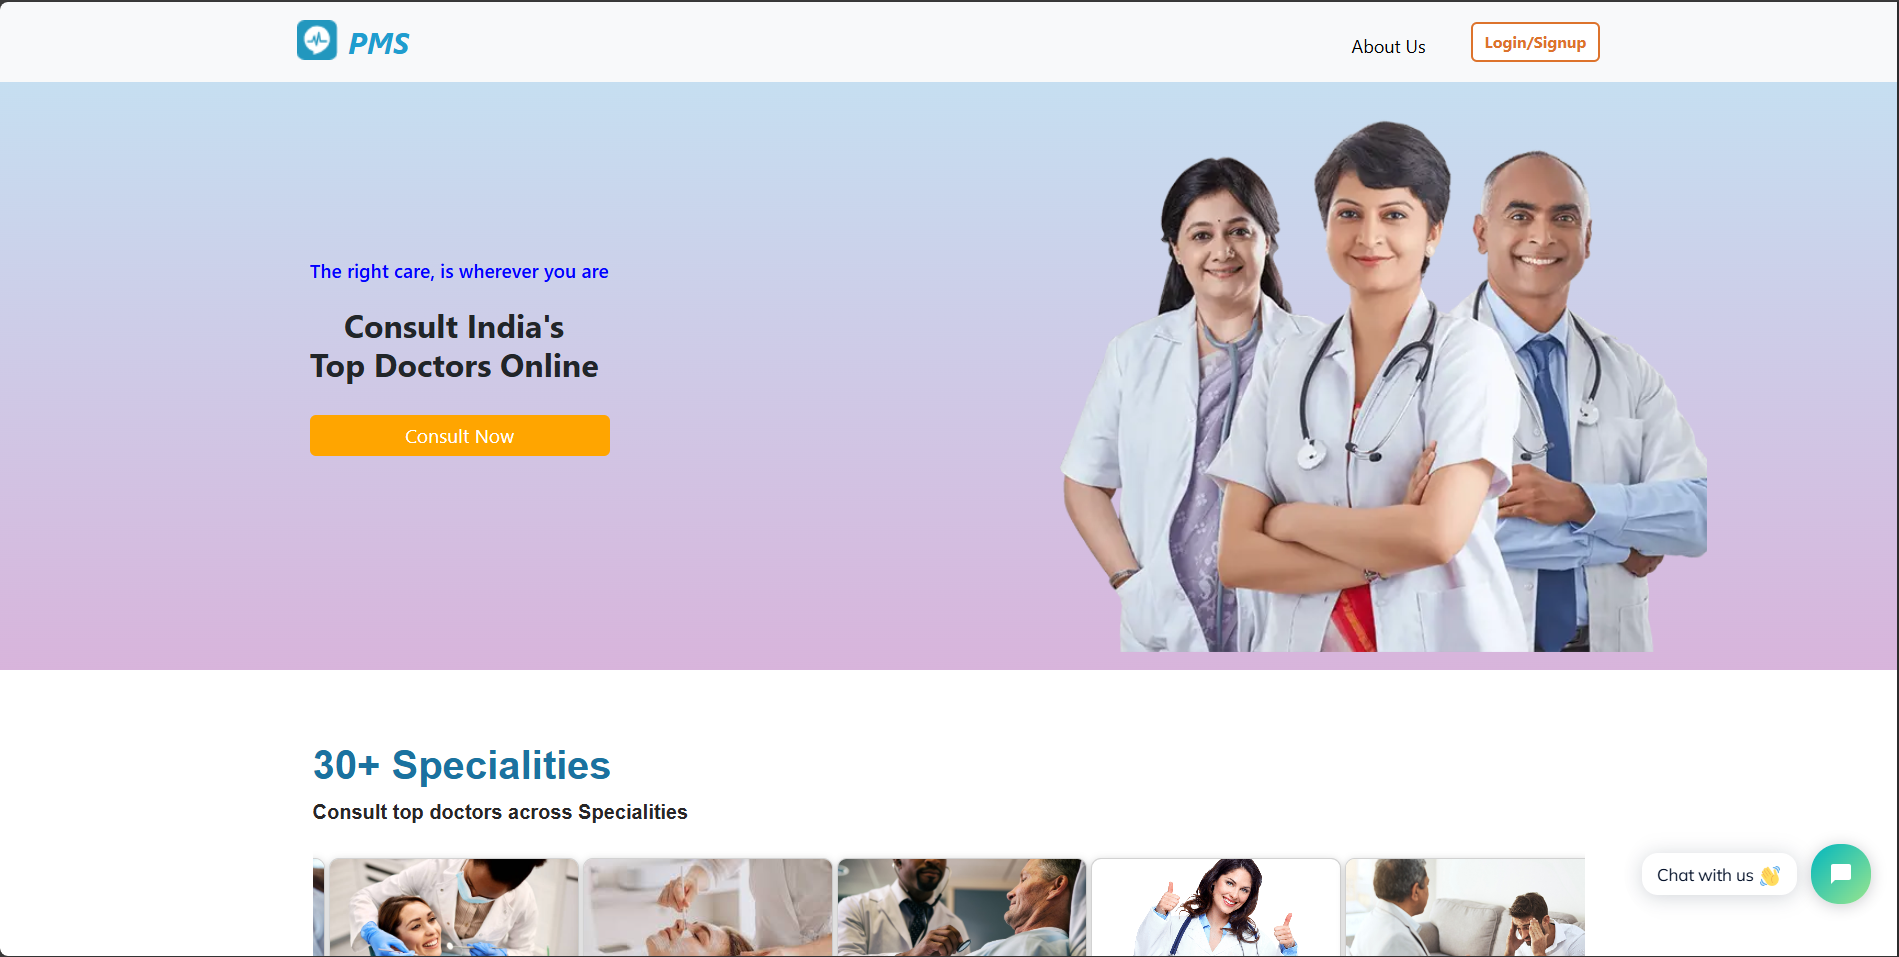 PMS
About Us
Login/Signup
The right care, is wherever you are
Consult India's
Top Doctors Online
Consult Now
30+ Specialities
Consult top doctors across Specialities
Chat with us 👋